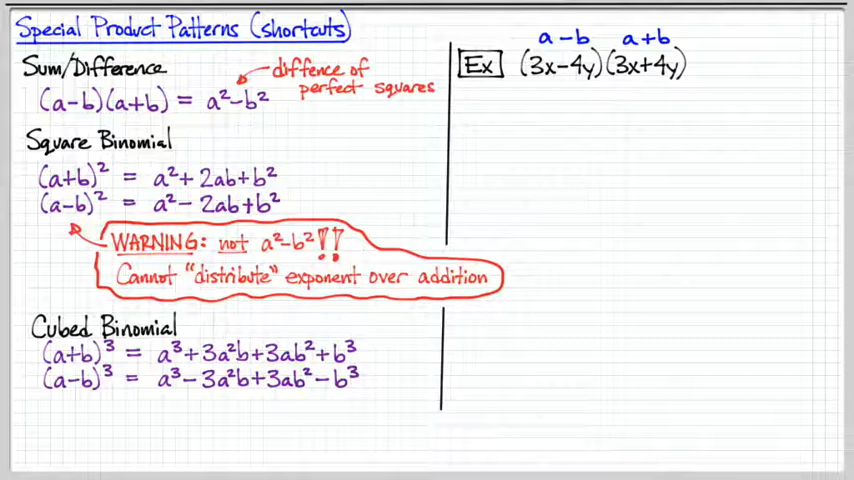 Special Product Patterns (shortcuts)
Sum/Difference
(a-b)(a+b) = a²-b²
diffence of
perfect squares
Square Binomial
(a+b)² = a²+2ab+b²
(a-b)² = a²-2ab+b²
WARNING: not a²-b²!!
Cannot "distribute" exponent over addition
Cubed Binomial
(a+b)³ = a³+3a²b+3ab²+b³
(a-b)³ = a³-3a²b+3ab²-b³
a-b a+b
Ex (3x-4y)(3x+4y)